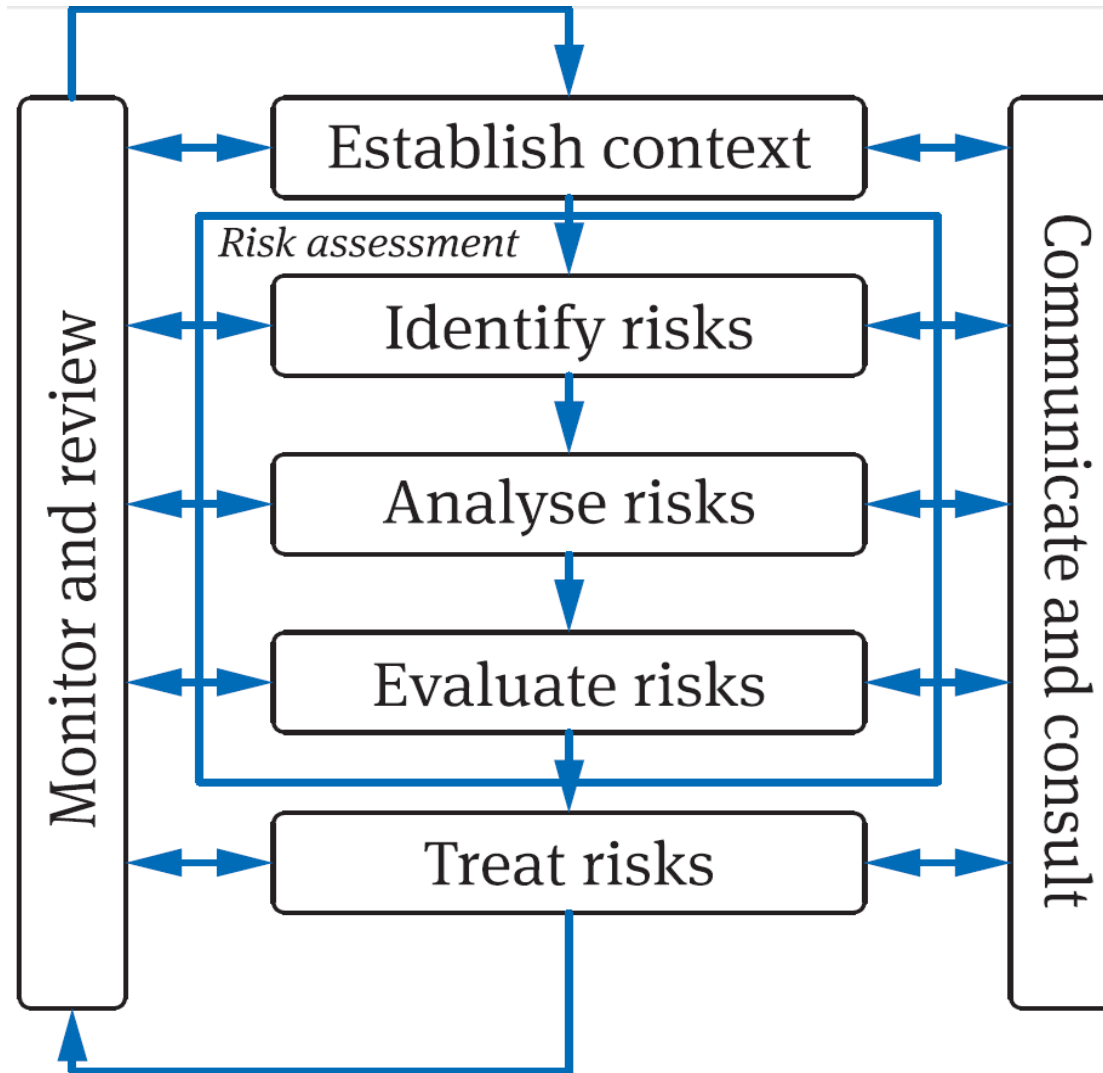 Establish context
Risk assessment
Identify risks
Analyse risks
Evaluate risks
Treat risks
Monitor and review
Communicate and consult